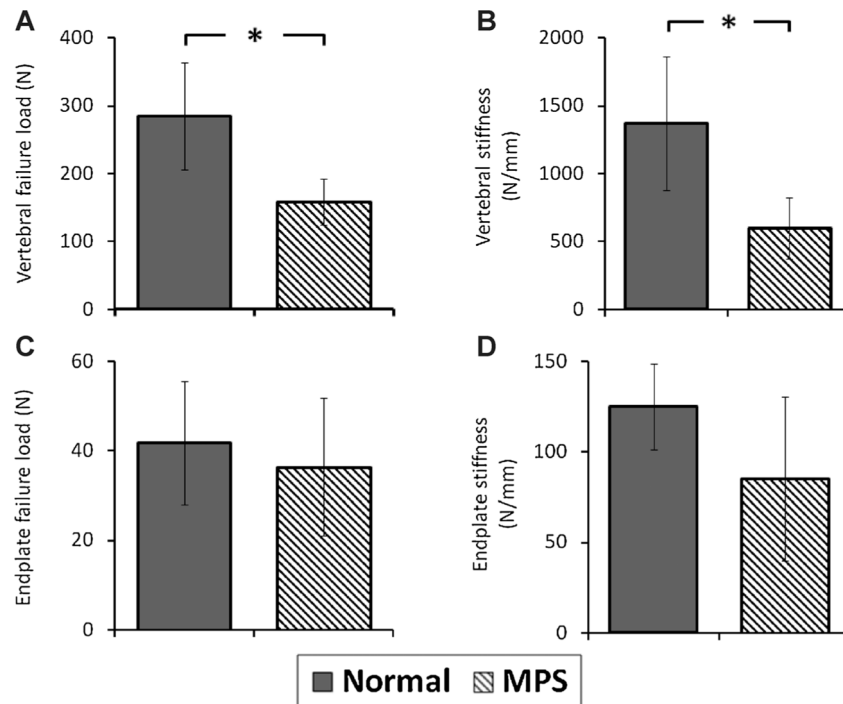 A
Vertebral failure load (N)
400
300
200
100
0
*
B
Vertebral stiffness
(N/mm)
2000
1500
1000
500
0
*
C
Endplate failure load (N)
60
40
20
0
D
Endplate stiffness
(N/mm)
150
100
50
0
Normal MPS